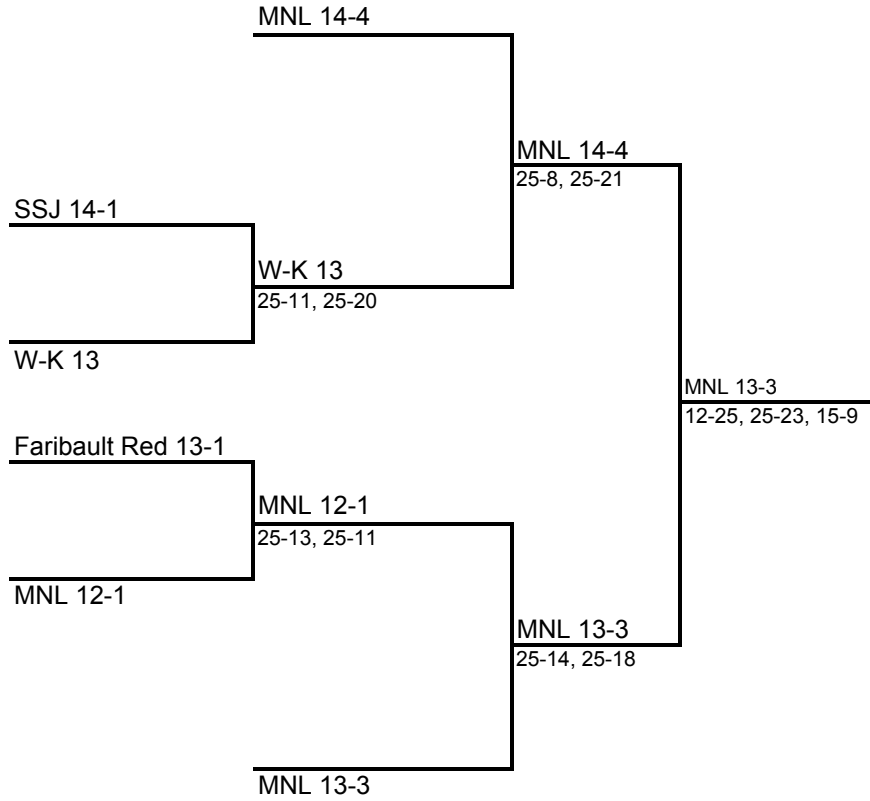 MNL 14-4
MNL 14-4
25-8, 25-21
SSJ 14-1
W-K 13
25-11, 25-20
W-K 13
MNL 13-3
12-25, 25-23, 15-9
Faribault Red 13-1
MNL 12-1
25-13, 25-11
MNL 12-1
MNL 13-3
25-14, 25-18
MNL 13-3